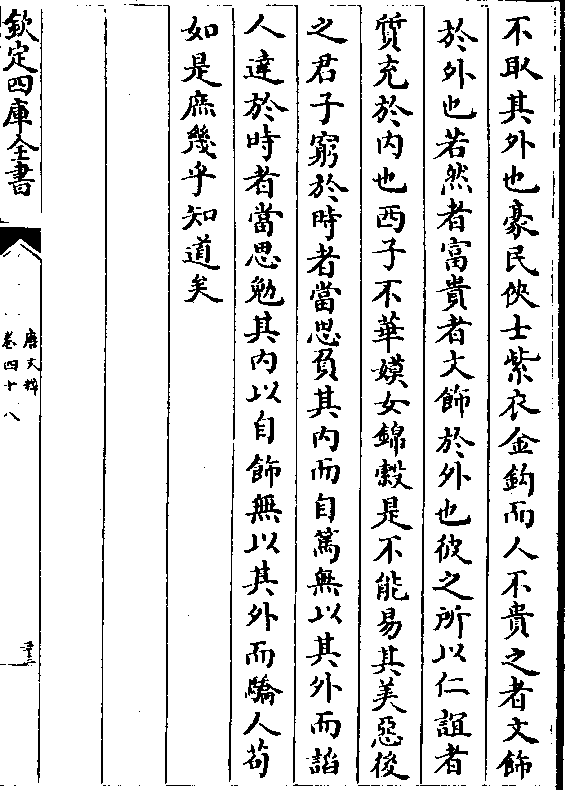 不取其外也豪民俠士紫衣金鈎而人不貴之者文飾
於外也若然者富貴者文飾於外也彼之所以仁誼者
質充於内也西子不華嫫女錦縠是不能易其美惡後
之君子窮於時者當思負其内而自篤無以其外而謟
人達於時者當思勉其内以自飾無以其外而驕人苟
如是庶幾乎知道矣
欽定四庫全書
唐文粹
卷四十八